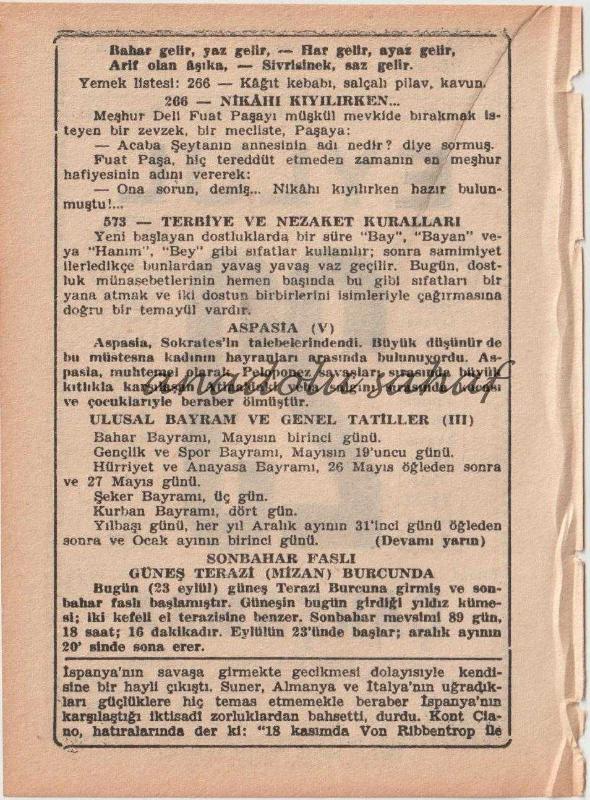 Bahar gelir, yaz gelir, — Har gelir, ayaz gelir,
Arif olan âşıka, — Sivrisinek, saz gelir.
Yemek listesi: 266 — Kâğıt kebabı, salçalı pilav, kavun.
266 — NİKÂHI KIYILIRKEN...
Meşhur Deli Fuat Paşayı müşkül mevkide bırakmak is-
teyen bir zevzek, bir mecliste, Paşaya:
— Acaba Şeytanın annesinin adı nedir? diye sormuş.
Fuat Paşa, hiç tereddüt etmeden zamanın en meşhur
hafiyesinin adını vererek:
— Ona sorun, demiş... Nikâhı kıyılırken hazır bulun-
muştu!...
573 — TERBİYE VE NEZAKET KURALLARI
Yeni başlayan dostluklarda bir süre "Bay", "Bayan" ve-
ya "Hanım", "Bey" gibi sıfatlar kullanılır; sonra samimiyet
ilerledikçe bunlardan yavaş yavaş vaz geçilir. Bugün, dost-
luk münasebetlerinin hemen başında bu gibi sıfatları bir
yana atmak ve iki dostun birbirlerini isimleriyle çağırmasına
doğru bir temayül vardır.
ASPASİA (V)
Aspasia, Sokrates'in talebelerindendi. Büyük düşünür de
bu müstesna kadının hayranları arasında bulunuyordu. As-
pasia, muhtemel olarak Peloponez savaşları sırasında büyük
kıtlıkla karışan veba salgını sırasında kocası
ve çocuklariyle beraber ölmüştür.
anadolu sahaf
ULUSAL BAYRAM VE GENEL TATİLLER (III)
Bahar Bayramı, Mayısın birinci günü.
Gençlik ve Spor Bayramı, Mayısın 19'uncu günü.
Hürriyet ve Anayasa Bayramı, 26 Mayıs öğleden sonra
ve 27 Mayıs günü.
Şeker Bayramı, üç gün.
Kurban Bayramı, dört gün.
Yılbaşı günü, her yıl Aralık ayının 31'inci günü öğleden
sonra ve Ocak ayının birinci günü. (Devamı yarın)
SONBAHAR FASLI
GÜNEŞ TERAZİ (MİZAN) BURCUNDA
Bugün (23 eylül) güneş Terazi Burcuna girmiş ve son-
bahar faslı başlamıştır. Güneşin bugün girdiği yıldız küme-
si; iki kefeli el terazisine benzer. Sonbahar mevsimi 89 gün,
18 saat; 16 dakikadır. Eylülün 23'ünde başlar; aralık ayının
20' sinde sona erer.
İspanya'nın savaşa girmekte gecikmesi dolayısiyle kendi-
sine bir hayli çıkıştı. Suner, Almanya ve İtalya'nın uğradık-
ları güçlüklere hiç temas etmemekle beraber İspanya'nın
karşılaştığı iktisadî zorluklardan bahsetti, durdu. Kont Çia-
no, hatıralarında der ki: "18 kasımda Von Ribbentrop ile